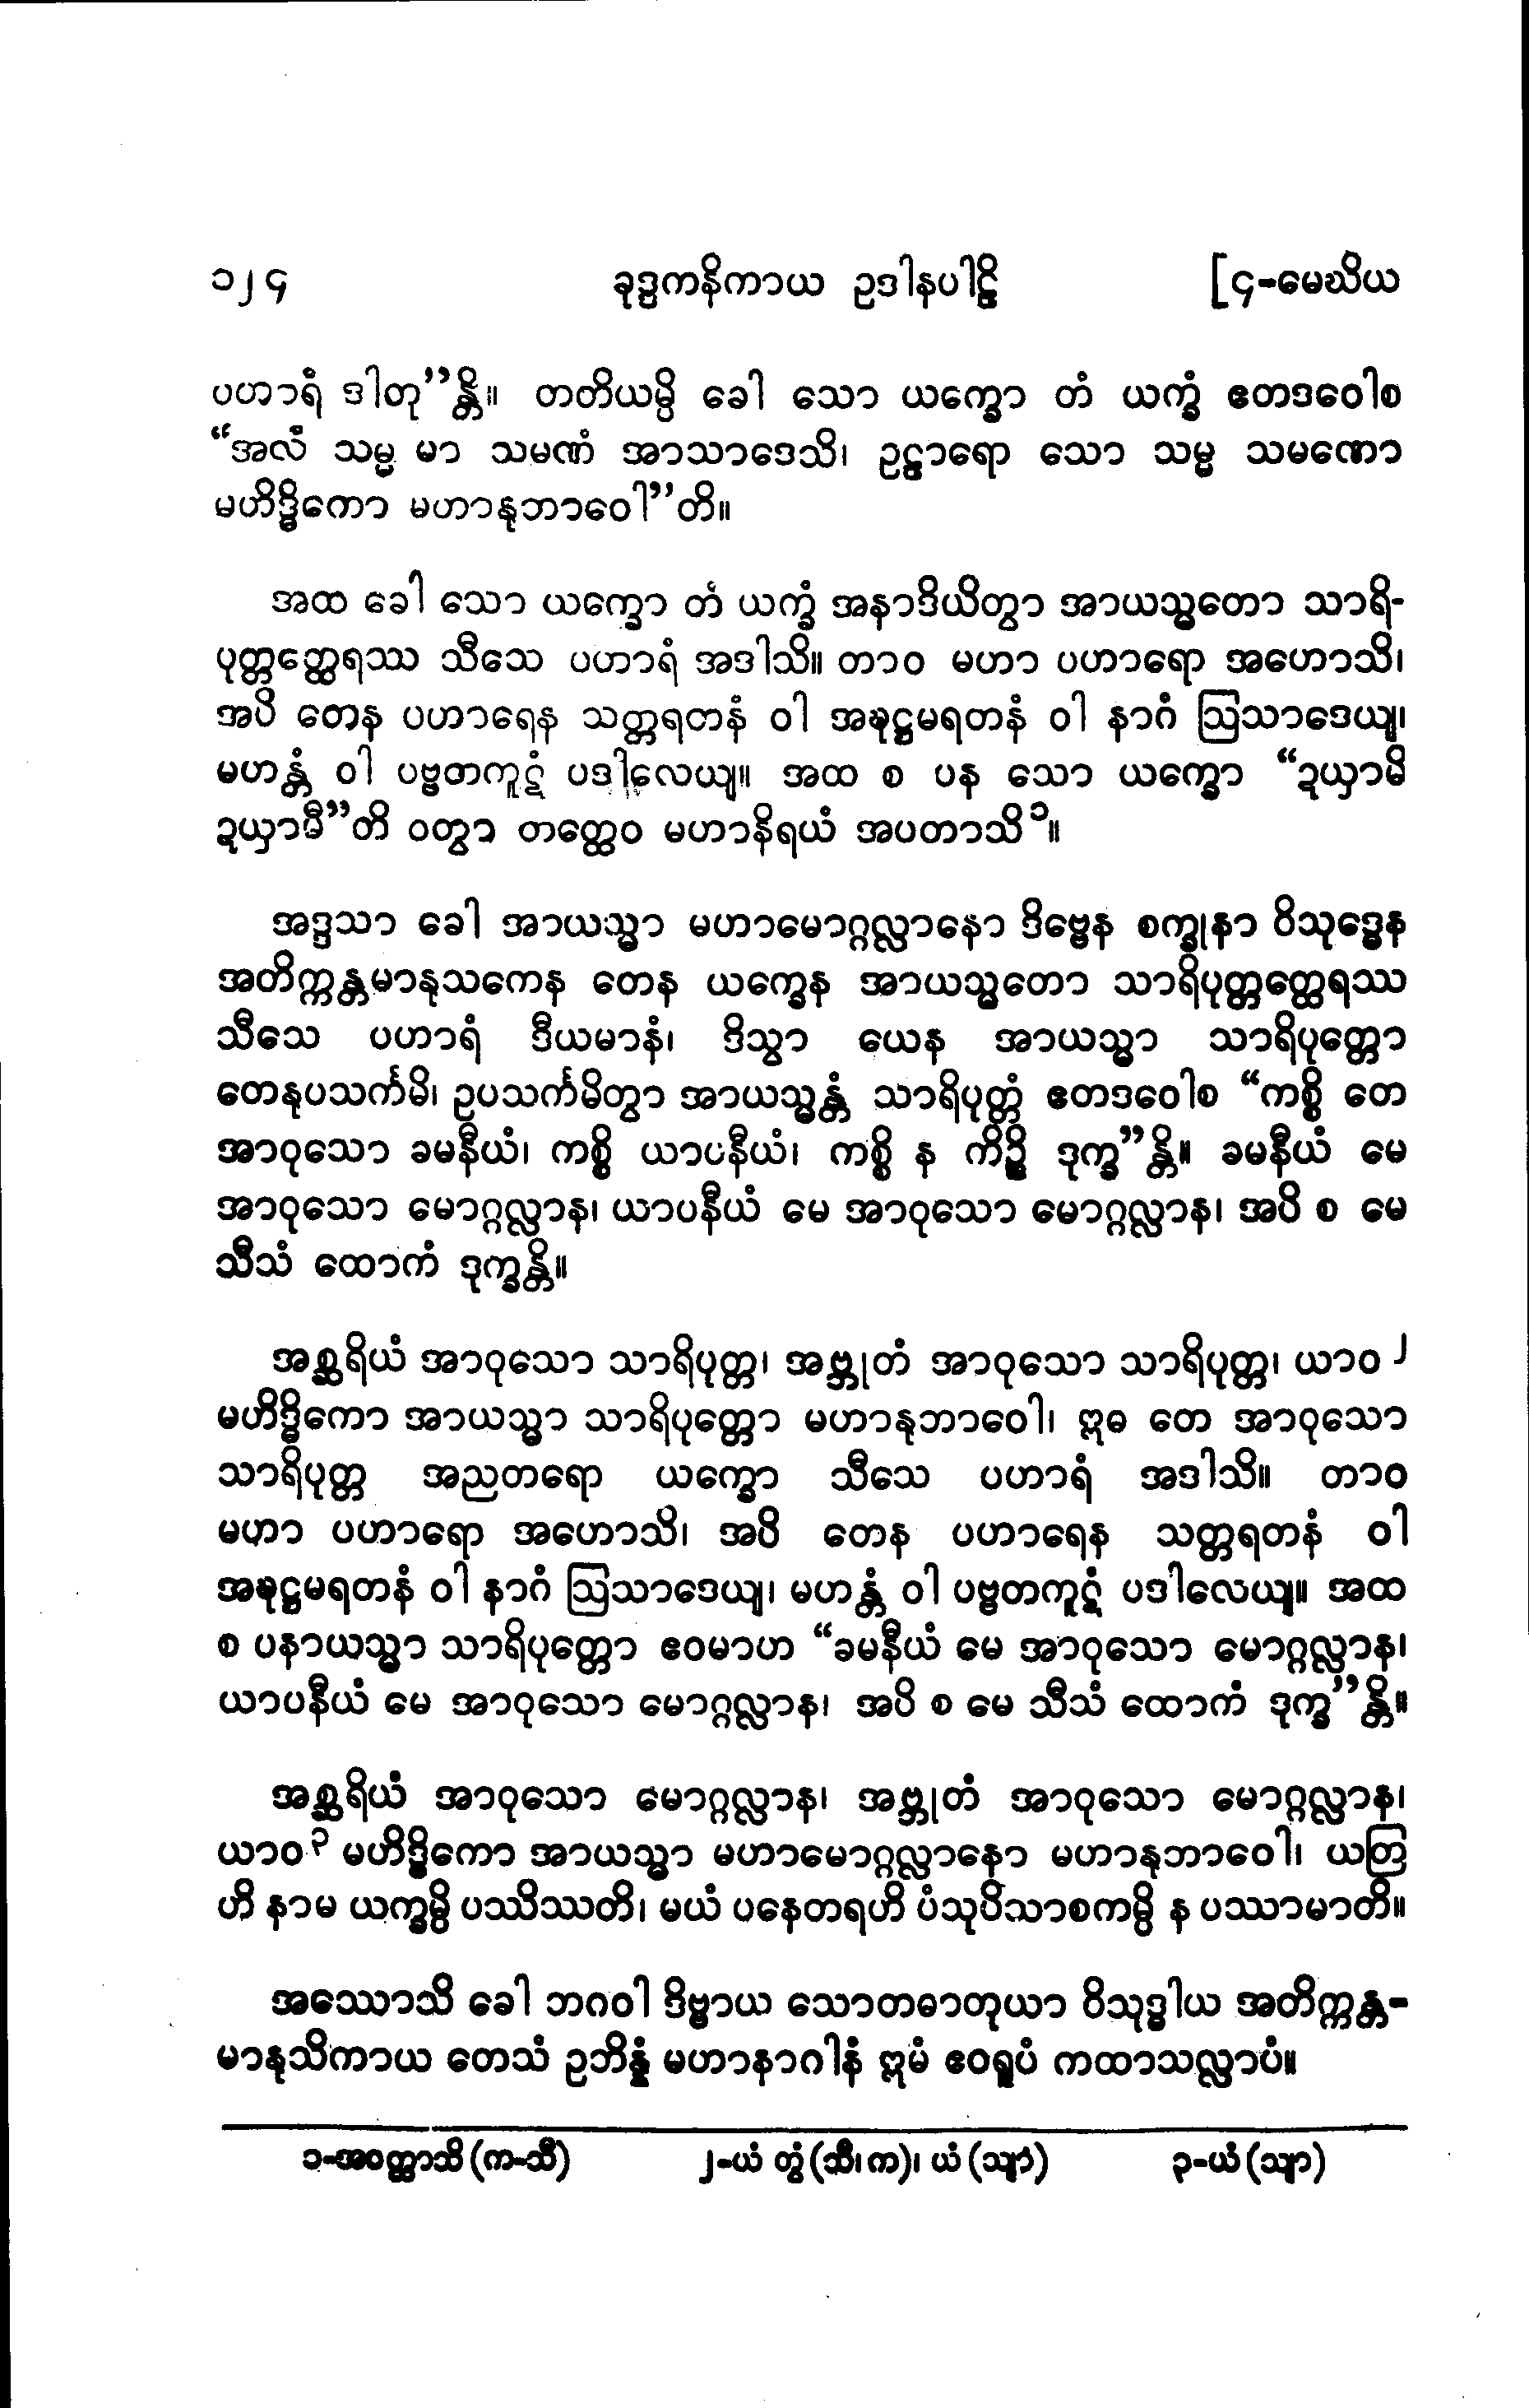 ၁၂၄ ခုဒ္ဒကနိကာယ ဥဒါနပါဠိ [၄-မေဃိယ
ပဟာရံ ဒါတု”န္တိ။ တတိယမ္ပိ ခေါ သော ယက္ခော တံ ယက္ခံ ဧတဒဝေါစ
“အလံ သမ္မ မာ သမဏံ အာသာဒေသိ၊ ဥဠာရော သော သမ္မ သမဏော
မဟိဒ္ဓိကော မဟာနုဘာဝေါ”တိ။
အထ ခေါ သော ယက္ခော တံ ယက္ခံ အနာဒိယိတွာ အာယသ္မတော သာရိ-
ပုတ္တတ္ထေရဿ သီသေ ပဟာရံ အဒါသိ။ တာဝ မဟာ ပဟာရော အဟောသိ၊
အပိ တေန ပဟာရေန သတ္တရတနံ ဝါ အဍ္ဎဋ္ဌမရတနံ ဝါ နာဂံ ဩသာဒေယျ၊
မဟန္တံ ဝါ ပဗ္ဗတကူဋံ ပဒါလေယျ။ အထ စ ပန သော ယက္ခော “ဍယှာမိ
ဍယှာမီ”တိ ဝတွာ တတ္ထေဝ မဟာနိရယံ အပတာသိ၁။
အဒ္ဒသာ ခေါ အာယသ္မာ မဟာမောဂ္ဂလ္လာနော ဒိဗ္ဗေန စက္ခုနာ ဝိသုဒ္ဓေန
အတိက္ကန္တမာနုသကေန တေန ယက္ခေန အာယသ္မတော သာရိပုတ္တတ္ထေရဿ
သီသေ ပဟာရံ ဒီယမာနံ၊ ဒိသွာ ယေန အာယသ္မာ သာရိပုတ္တော
တေနုပသင်္ကမိ၊ ဥပသင်္ကမိတွာ အာယသ္မန္တံ သာရိပုတ္တံ ဧတဒဝေါစ “ကစ္စိ တေ
အာဝုသော ခမနီယံ၊ ကစ္စိ ယာပနီယံ၊ ကစ္စိ န ကိဉ္စိ ဒုက္ခ”န္တိ။ ခမနီယံ မေ
အာဝုသော မောဂ္ဂလ္လာန၊ ယာပနီယံ မေ အာဝုသော မောဂ္ဂလ္လာန၊ အပိ စ မေ
သီသံ ထောကံ ဒုက္ခန္တိ။
အစ္ဆရိယံ အာဝုသော သာရိပုတ္တ၊ အဗ္ဘုတံ အာဝုသော သာရိပုတ္တ၊ ယာဝ၂
မဟိဒ္ဓိကော အာယသ္မာ သာရိပုတ္တော မဟာနုဘာဝေါ၊ ဣဓ တေ အာဝုသော
သာရိပုတ္တ အညတရော ယက္ခော သီသေ ပဟာရံ အဒါသိ။ တာဝ
မဟာ ပဟာရော အဟောသိ၊ အပိ တေန ပဟာရေန သတ္တရတနံ ဝါ
အဍ္ဎဋ္ဌမရတနံ ဝါ နာဂံ ဩသာဒေယျ၊ မဟန္တံ ဝါ ပဗ္ဗတကူဋံ ပဒါလေယျ။ အထ
စ ပနာယသ္မာ သာရိပုတ္တော ဧဝမာဟ “ခမနီယံ မေ အာဝုသော မောဂ္ဂလ္လာန၊
ယာပနီယံ မေ အာဝုသော မောဂ္ဂလ္လာန၊ အပိ စ မေ သီသံ ထောကံ ဒုက္ခ”န္တိ။
အစ္ဆရိယံ အာဝုသော မောဂ္ဂလ္လာန၊ အဗ္ဘုတံ အာဝုသော မောဂ္ဂလ္လာန၊
ယာဝ၃ မဟိဒ္ဓိကော အာယသ္မာ မဟာမောဂ္ဂလ္လာနော မဟာနုဘာဝေါ၊ ယတြ
ဟိ နာမ ယက္ခမ္ပိ ပဿိဿတိ၊ မယံ ပနေတရဟိ ပံသုပိသာစကမ္ပိ န ပဿာမာတိ။
အဿောသိ ခေါ ဘဂဝါ ဒိဗ္ဗာယ သောတဓာတုယာ ဝိသုဒ္ဓါယ အတိက္ကန္တ-
မာနုသိကာယ တေသံ ဥဘိန္နံ မဟာနာဂါနံ ဣမံ ဧဝရူပံ ကထာသလ္လာပံ။
၁-အဝတ္ထာသိ (က-သီ) ၂-ယံ တွံ (သီ၊ က)၊ ယံ (သျာ) ၃-ယံ (သျာ)